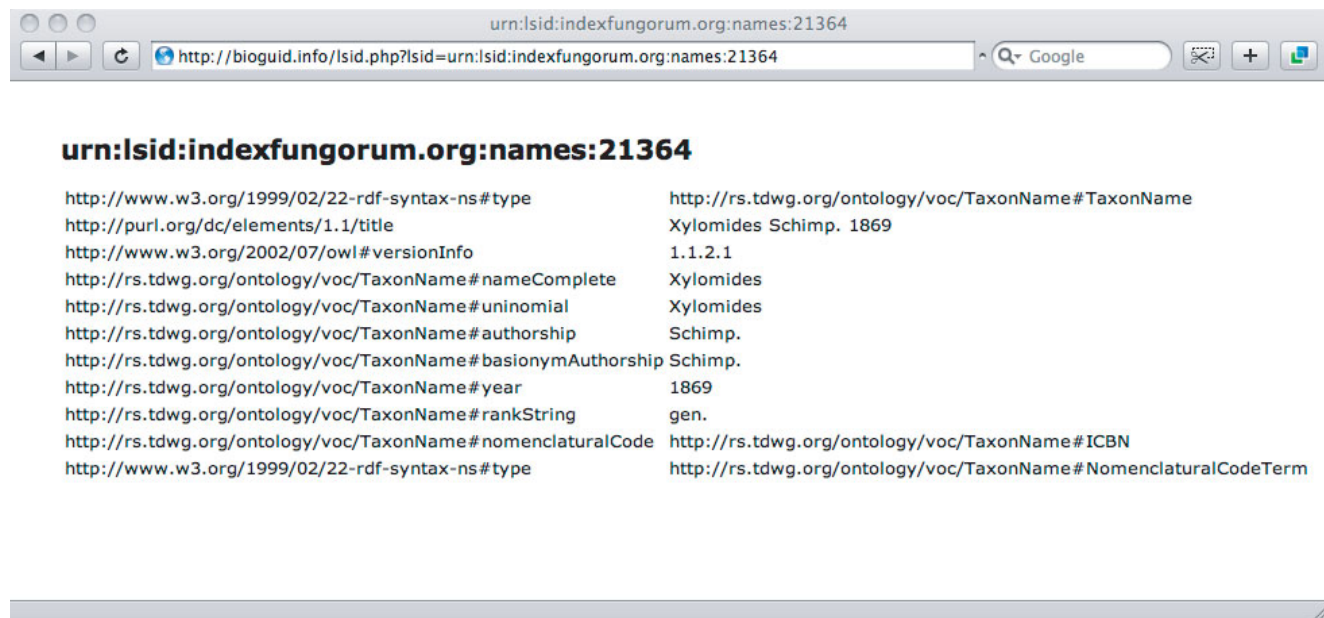 urn:lsid:indexfungorum.org:names:21364
http://bioguid.info/lsid.php?lsid=urn:lsid:indexfungorum.org:names:21364
Google
urn:lsid:indexfungorum.org:names:21364
http://www.w3.org/1999/02/22-rdf-syntax-ns#type http://rs.tdwg.org/ontology/voc/TaxonName#TaxonName
http://purl.org/dc/elements/1.1/title Xylomides Schimp. 1869
http://www.w3.org/2002/07/owl#versionInfo 1.1.2.1
http://rs.tdwg.org/ontology/voc/TaxonName#nameComplete Xylomides
http://rs.tdwg.org/ontology/voc/TaxonName#uninomial Xylomides
http://rs.tdwg.org/ontology/voc/TaxonName#authorship Schimp.
http://rs.tdwg.org/ontology/voc/TaxonName#basionymAuthorship Schimp.
http://rs.tdwg.org/ontology/voc/TaxonName#year 1869
http://rs.tdwg.org/ontology/voc/TaxonName#rankString gen.
http://rs.tdwg.org/ontology/voc/TaxonName#nomenclaturalCode http://rs.tdwg.org/ontology/voc/TaxonName#ICBN
http://www.w3.org/1999/02/22-rdf-syntax-ns#type http://rs.tdwg.org/ontology/voc/TaxonName#NomenclaturalCodeTerm